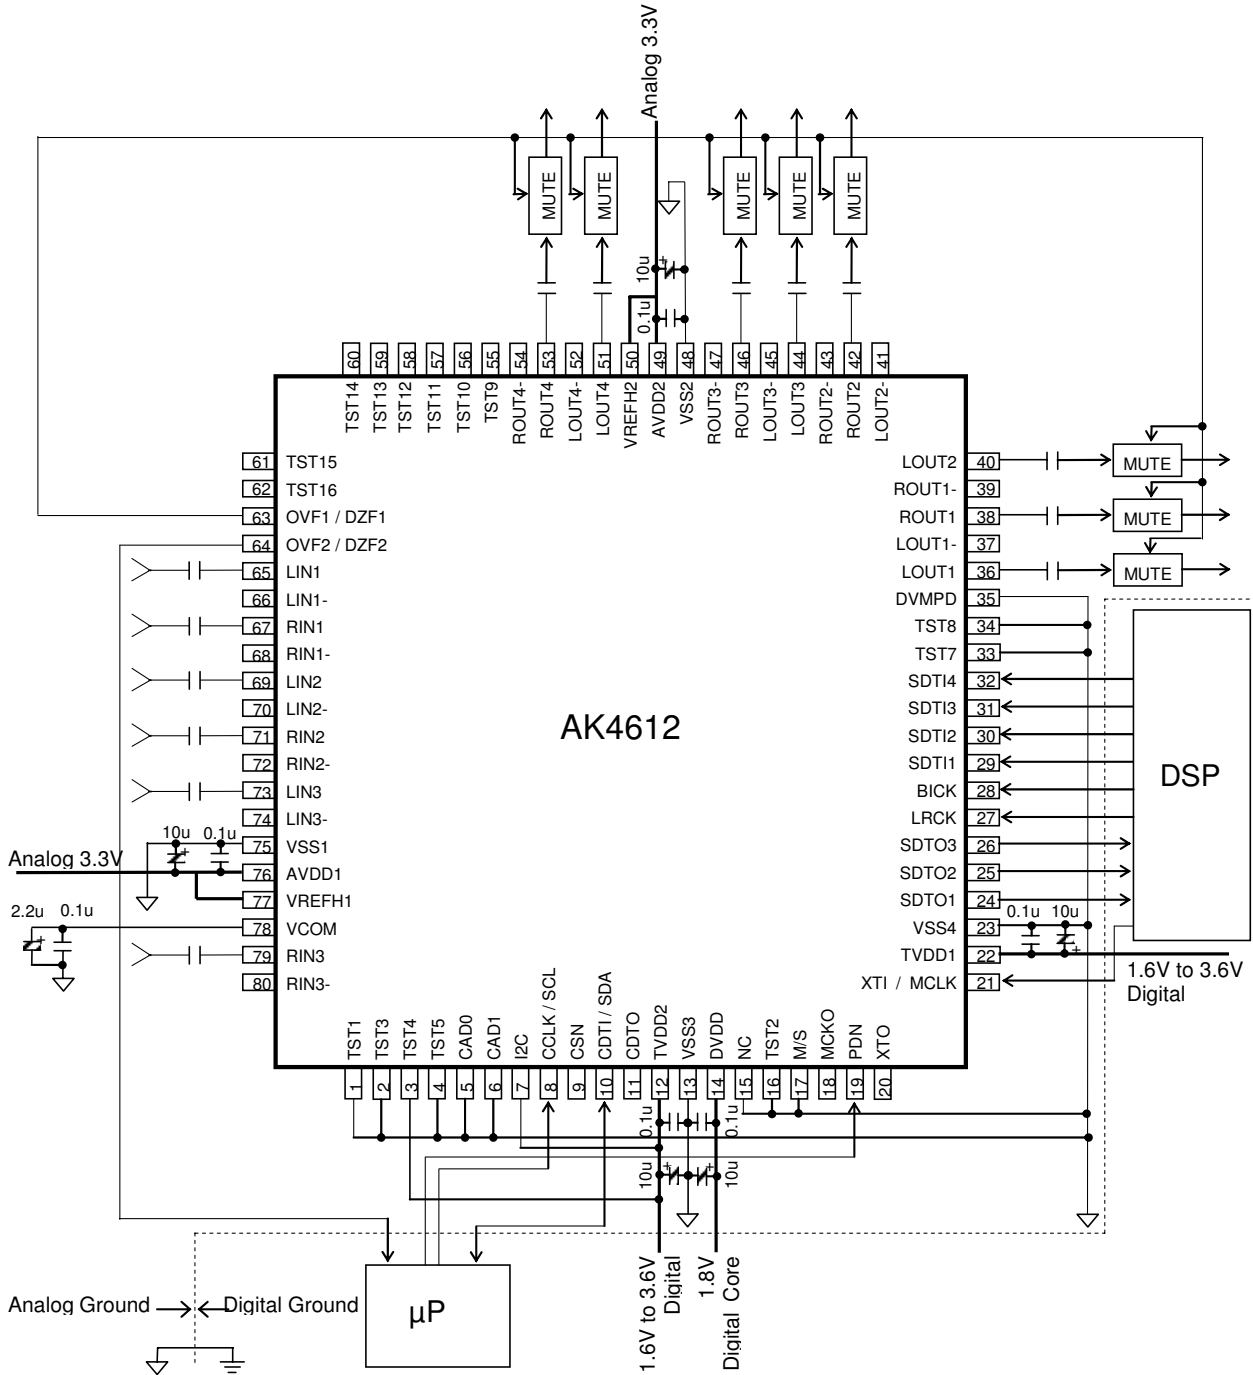 Analog 3.3V
MUTE
MUTE
MUTE
MUTE
MUTE
10u
+
0.1u
60
59
58
57
56
55
54
53
52
51
50
49
48
47
46
45
44
43
42
41
TST14
TST13
TST12
TST11
TST10
TST9
ROUT4-
ROUT4
LOUT4-
LOUT4
VREFH2
AVDD2
VSS2
ROUT3-
ROUT3
LOUT3-
LOUT3
ROUT2-
ROUT2
LOUT2-
61 TST15
62 TST16
63 OVF1 / DZF1
64 OVF2 / DZF2
65 LIN1
66 LIN1-
67 RIN1
68 RIN1-
69 LIN2
70 LIN2-
71 RIN2
72 RIN2-
73 LIN3
74 LIN3-
75 VSS1
76 AVDD1
77 VREFH1
78 VCOM
79 RIN3
80 RIN3-
10u
0.1u
+
Analog 3.3V
2.2u
0.1u
+
AK4612
LOUT2 40
ROUT1- 39
ROUT1 38
LOUT1- 37
LOUT1 36
DVMPD 35
TST8 34
TST7 33
SDTI4 32
SDTI3 31
SDTI2 30
SDTI1 29
BICK 28
LRCK 27
SDTO3 26
SDTO2 25
SDTO1 24
VSS4 23
TVDD1 22
XTI / MCLK 21
MUTE
MUTE
MUTE
DSP
0.1u
10u
+
1.6V to 3.6V
Digital
TST1
TST3
TST4
TST5
CAD0
CAD1
I2C
CCLK / SCL
CSN
CDTI / SDA
CDTO
TVDD2
VSS3
DVDD
NC
TST2
M/S
MCKO
PDN
XTO
1
2
3
4
5
6
7
8
9
10
11
12
13
14
15
16
17
18
19
20
0.1u
0.1u
10u
+
+
10u
1.6V to 3.6V
Digital
1.8V
Digital Core
µP
Analog Ground
Digital Ground